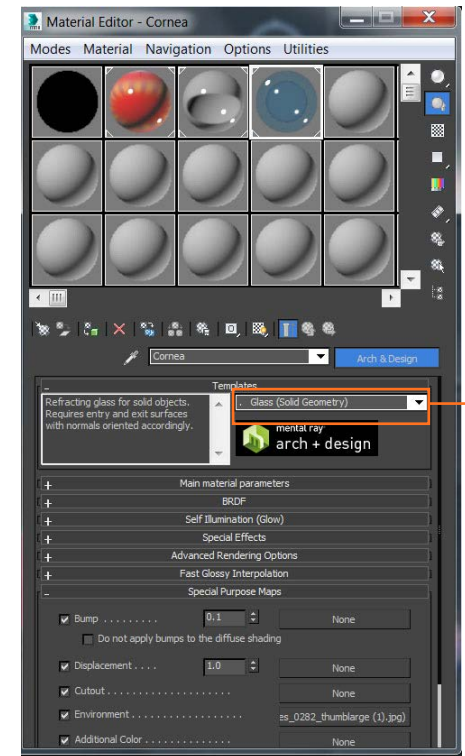 Material Editor - Cornea
Modes Material Navigation Options Utilities
Cornea
Arch & Design
Templates
Refracting glass for solid objects.
Requires entry and exit surfaces
with normals oriented accordingly.
. Glass (Solid Geometry)
mental ray
arch + design
+ Main material parameters
+ BRDF
+ Self Illumination (Glow)
+ Special Effects
+ Advanced Rendering Options
+ Fast Glossy Interpolation
- Special Purpose Maps
Bump . . . . . . . . . 0.1 None
Do not apply bumps to the diffuse shading
Displacement . . . . 1.0 None
Cutout . . . . . . . . . . . . . . . . . . . . None
Environment . . . . . . . . . . . . . . . . . . es_0282_thumblarge (1).jpg)
Additional Color . . . . . . . . . . . . . . . None